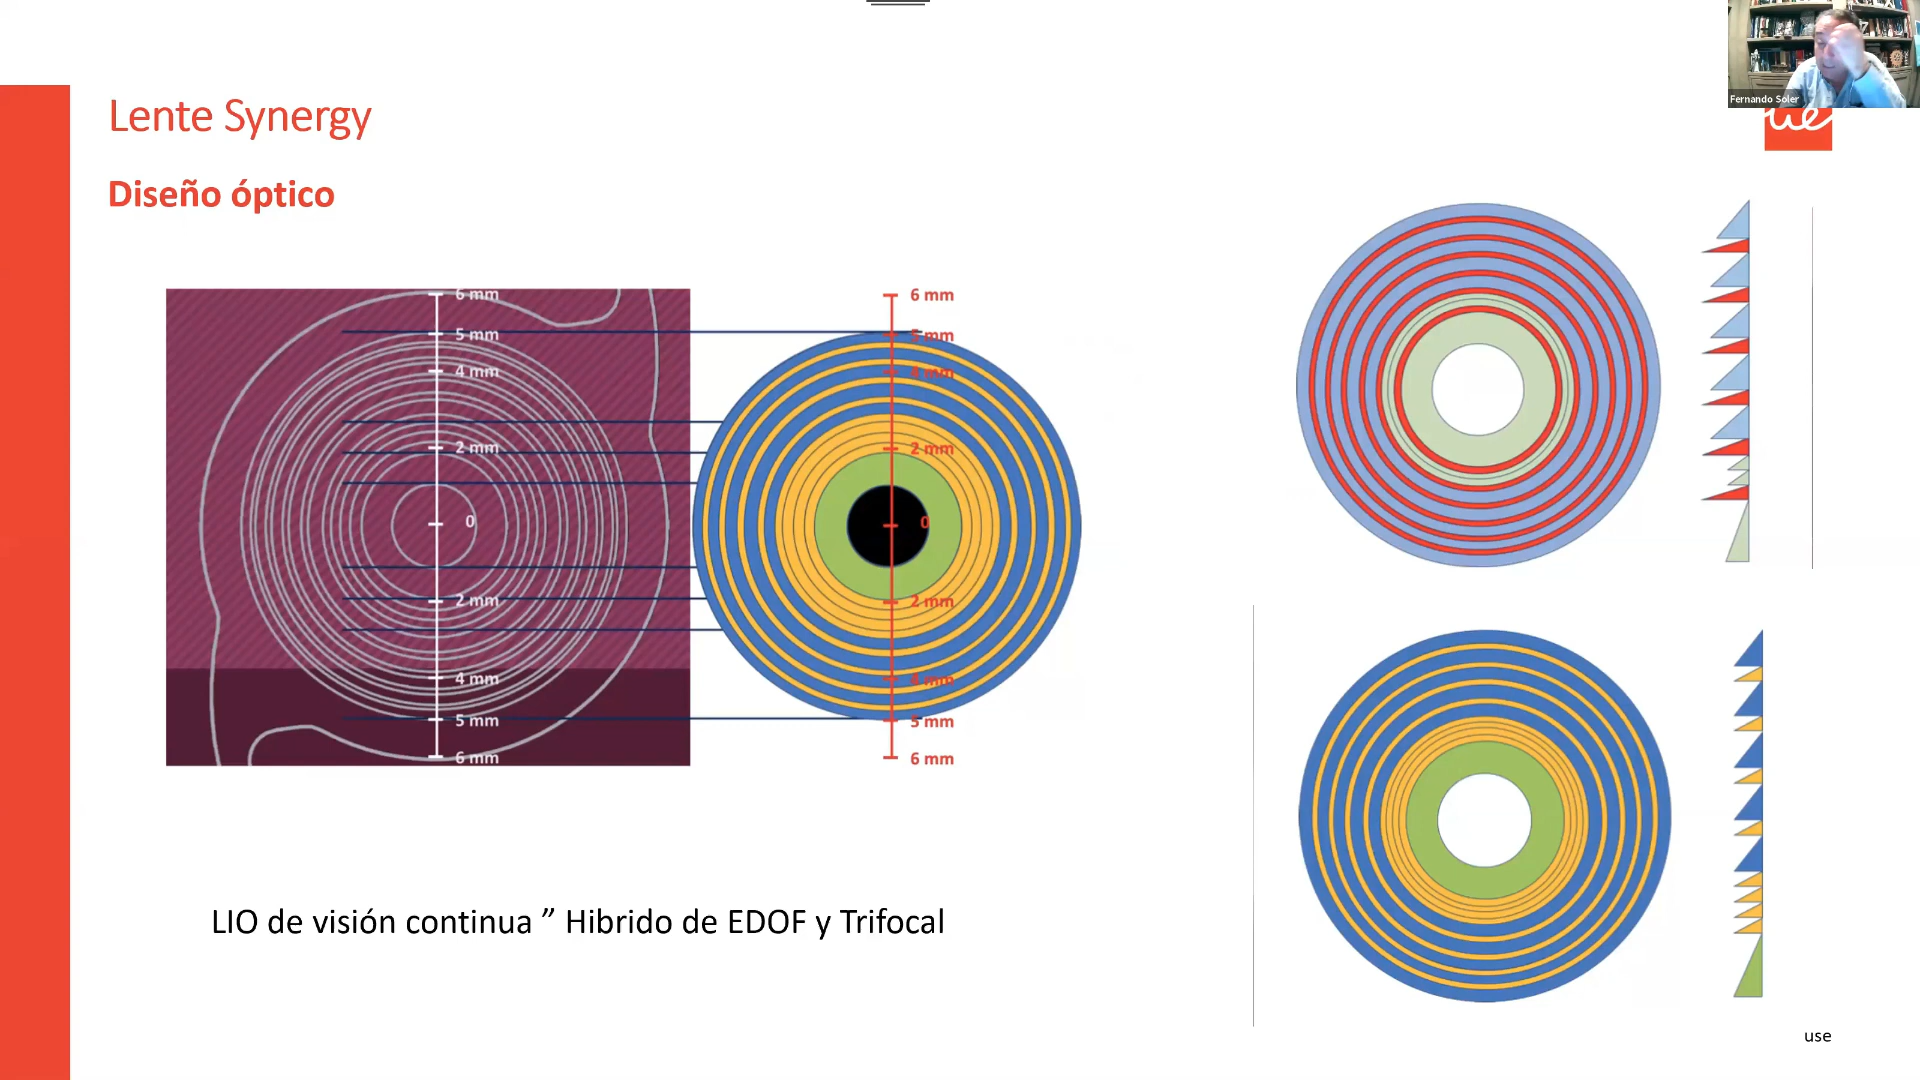 Fernando Soler
ue
Lente Synergy
Diseño óptico
6 mm
5 mm
4 mm
2 mm
0
2 mm
4 mm
5 mm
6 mm
6 mm
5 mm
4 mm
2 mm
0
2 mm
4 mm
5 mm
6 mm
LIO de visión continua ” Hibrido de EDOF y Trifocal
use